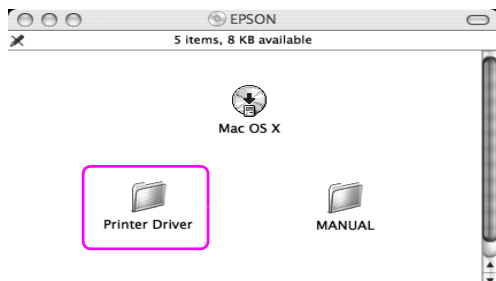 EPSON
5 items, 8 KB available
Mac OS X
Printer Driver
MANUAL